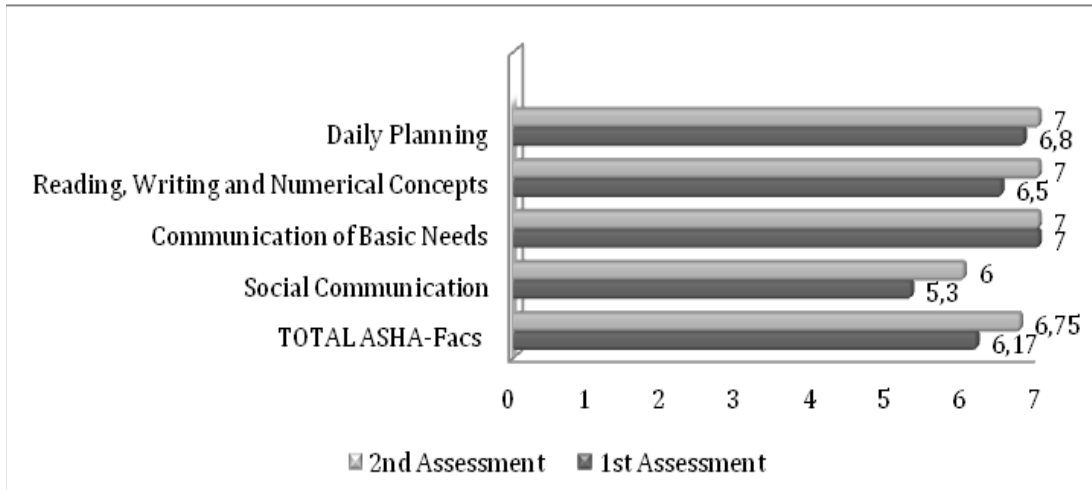 Daily Planning
7
6,8
Reading, Writing and Numerical Concepts
7
6,5
Communication of Basic Needs
7
7
Social Communication
6
5,3
TOTAL ASHA-Facs
6,75
6,17
0 1 2 3 4 5 6 7
2nd Assessment 1st Assessment